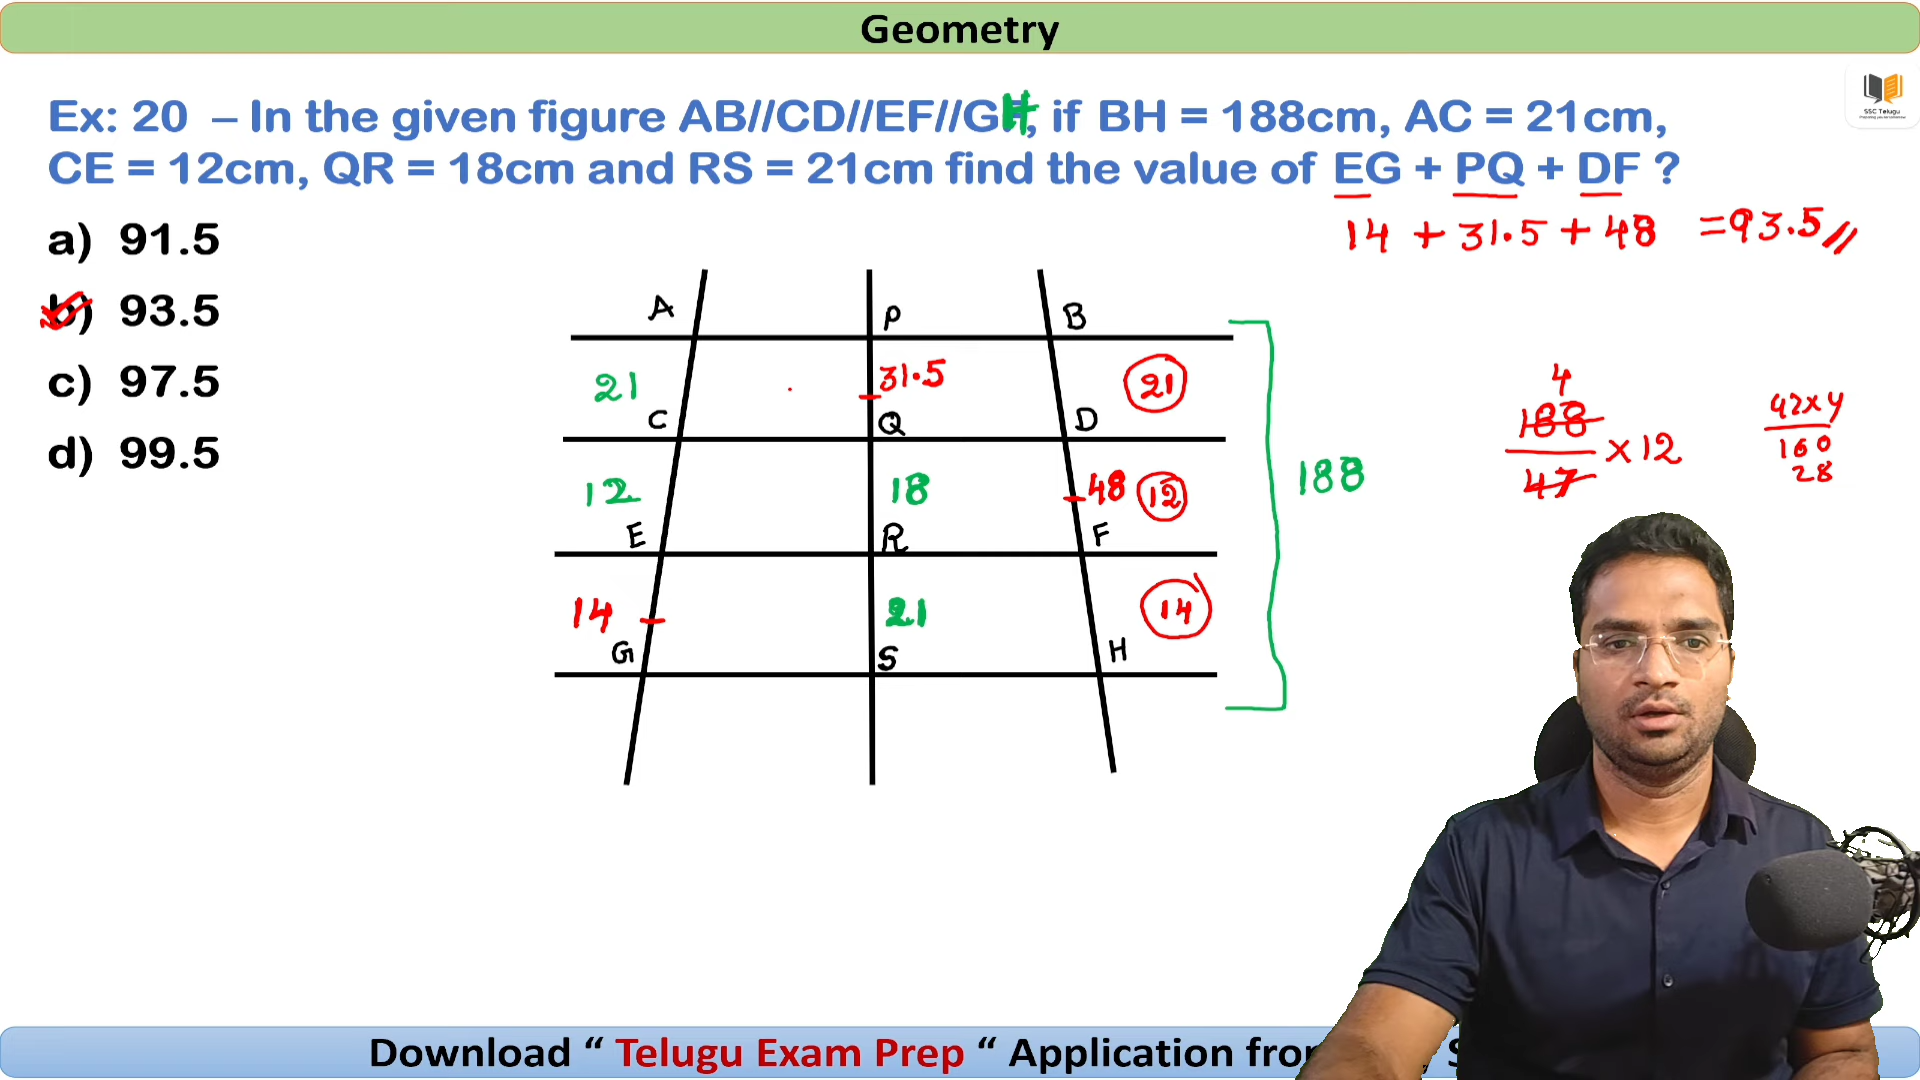 Geometry
SSC Telugu
Ex: 20 – In the given figure AB//CD//EF//GH, if BH = 188cm, AC = 21cm,
CE = 12cm, QR = 18cm and RS = 21cm find the value of EG + PQ + DF ?
14 + 31.5 + 48 = 93.5 //
a) 91.5
b) 93.5
c) 97.5
d) 99.5
A P B
21 31.5 21
C Q D
12 18 48 12
E R F
14 21 14
G S H
188
4
188
47
× 12
42×4
160
28
Download “ Telugu Exam Prep “ Application